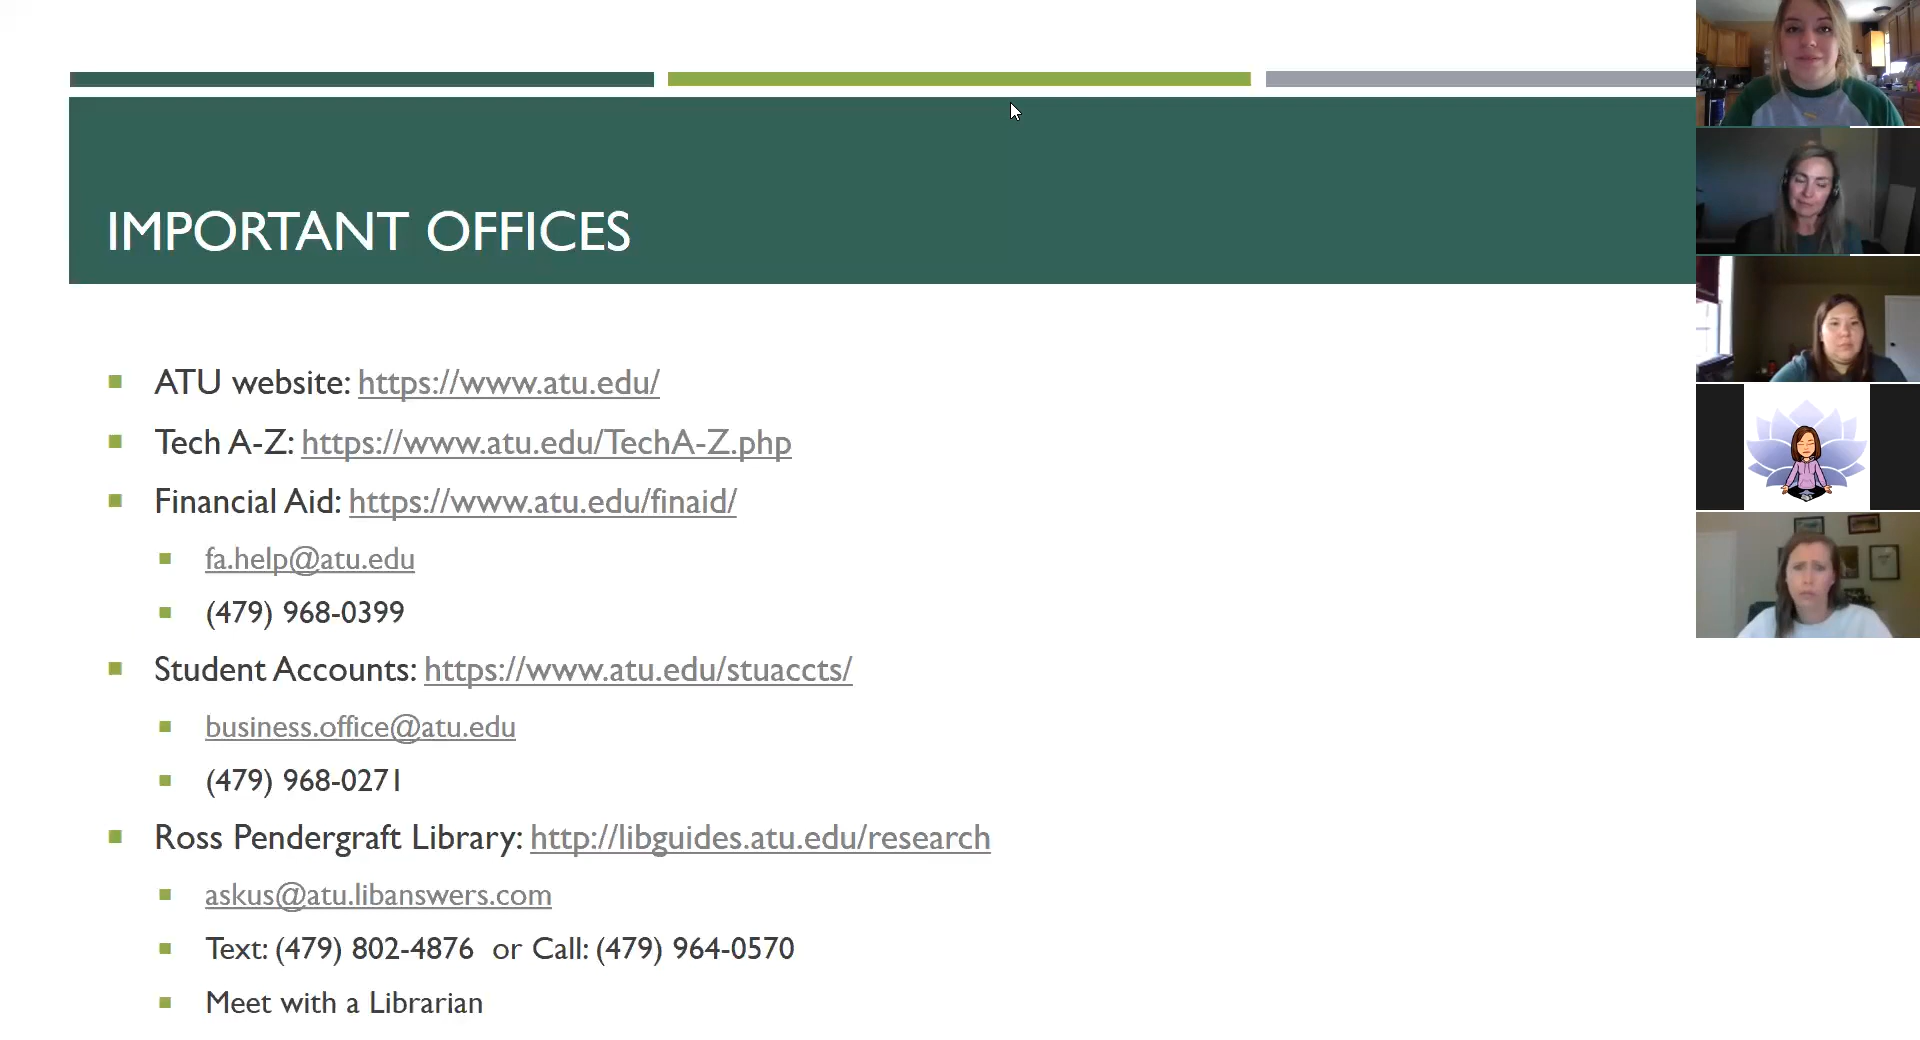 IMPORTANT OFFICES
ATU website: https://www.atu.edu/
Tech A-Z: https://www.atu.edu/TechA-Z.php
Financial Aid: https://www.atu.edu/finaid/
fa.help@atu.edu
(479) 968-0399
Student Accounts: https://www.atu.edu/stuaccts/
business.office@atu.edu
(479) 968-0271
Ross Pendergraft Library: http://libguides.atu.edu/research
askus@atu.libanswers.com
Text: (479) 802-4876 or Call: (479) 964-0570
Meet with a Librarian